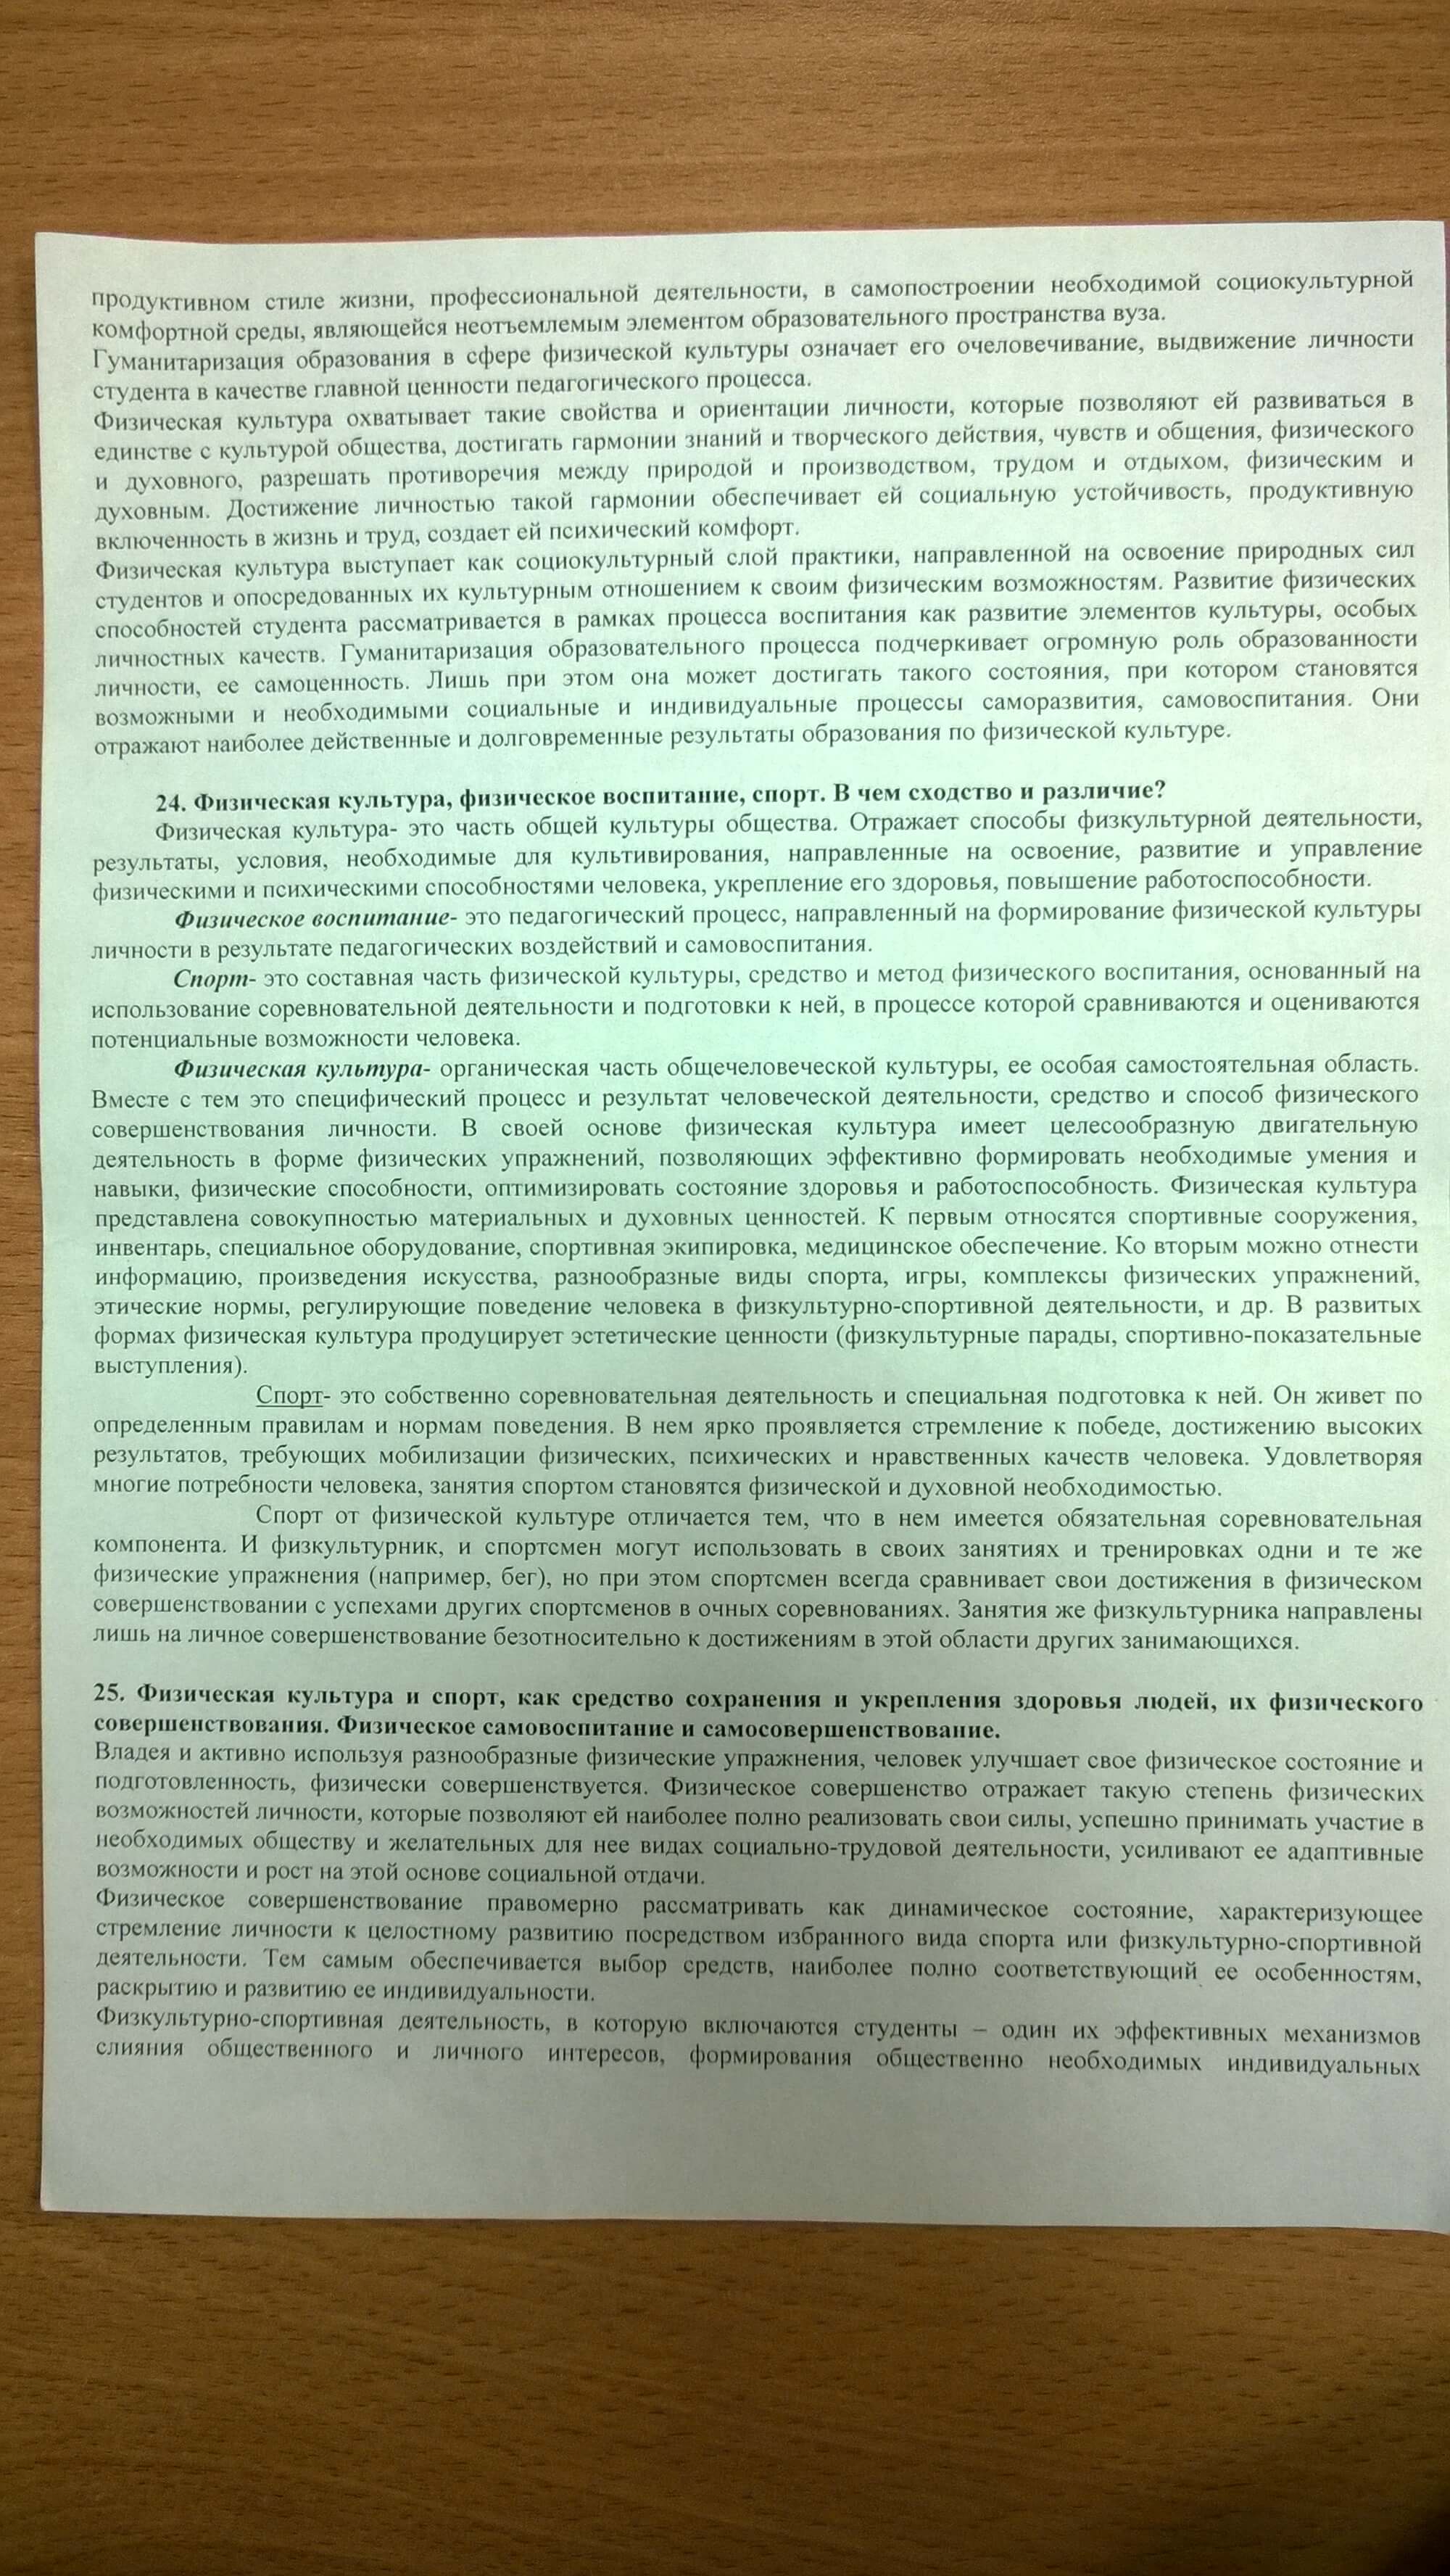 продуктивном стиле жизни, профессиональной деятельности, в самопостроении необходимой социокультурной
комфортной среды, являющейся неотъемлемым элементом образовательного пространства вуза.
Гуманитаризация образования в сфере физической культуры означает его очеловечивание, выдвижение личности
студента в качестве главной ценности педагогического процесса.
Физическая культура охватывает такие свойства и ориентации личности, которые позволяют ей развиваться в
единстве с культурой общества, достигать гармонии знаний и творческого действия, чувств и общения, физического
и духовного, разрешать противоречия между природой и производством, трудом и отдыхом, физическим и
духовным. Достижение личностью такой гармонии обеспечивает ей социальную устойчивость, продуктивную
включенность в жизнь и труд, создает ей психический комфорт.
Физическая культура выступает как социокультурный слой практики, направленной на освоение природных сил
студентов и опосредованных их культурным отношением к своим физическим возможностям. Развитие физических
способностей студента рассматривается в рамках процесса воспитания как развитие элементов культуры, особых
личностных качеств. Гуманитаризация образовательного процесса подчеркивает огромную роль образованности
личности, ее самоценность. Лишь при этом она может достигать такого состояния, при котором становятся
возможными и необходимыми социальные и индивидуальные процессы саморазвития, самовоспитания. Они
отражают наиболее действенные и долговременные результаты образования по физической культуре.
24. Физическая культура, физическое воспитание, спорт. В чем сходство и различие?
Физическая культура- это часть общей культуры общества. Отражает способы физкультурной деятельности,
результаты, условия, необходимые для культивирования, направленные на освоение, развитие и управление
физическими и психическими способностями человека, укрепление его здоровья, повышение работоспособности.
Физическое воспитание- это педагогический процесс, направленный на формирование физической культуры
личности в результате педагогических воздействий и самовоспитания.
Спорт- это составная часть физической культуры, средство и метод физического воспитания, основанный на
использование соревновательной деятельности и подготовки к ней, в процессе которой сравниваются и оцениваются
потенциальные возможности человека.
Физическая культура- органическая часть общечеловеческой культуры, ее особая самостоятельная область.
Вместе с тем это специфический процесс и результат человеческой деятельности, средство и способ физического
совершенствования личности. В своей основе физическая культура имеет целесообразную двигательную
деятельность в форме физических упражнений, позволяющих эффективно формировать необходимые умения и
навыки, физические способности, оптимизировать состояние здоровья и работоспособность. Физическая культура
представлена совокупностью материальных и духовных ценностей. К первым относятся спортивные сооружения,
инвентарь, специальное оборудование, спортивная экипировка, медицинское обеспечение. Ко вторым можно отнести
информацию, произведения искусства, разнообразные виды спорта, игры, комплексы физических упражнений,
этические нормы, регулирующие поведение человека в физкультурно-спортивной деятельности, и др. В развитых
формах физическая культура продуцирует эстетические ценности (физкультурные парады, спортивно-показательные
выступления).
Спорт- это собственно соревновательная деятельность и специальная подготовка к ней. Он живет по
определенным правилам и нормам поведения. В нем ярко проявляется стремление к победе, достижению высоких
результатов, требующих мобилизации физических, психических и нравственных качеств человека. Удовлетворяя
многие потребности человека, занятия спортом становятся физической и духовной необходимостью.
Спорт от физической культуре отличается тем, что в нем имеется обязательная соревновательная
компонента. И физкультурник, и спортсмен могут использовать в своих занятиях и тренировках одни и те же
физические упражнения (например, бег), но при этом спортсмен всегда сравнивает свои достижения в физическом
совершенствовании с успехами других спортсменов в очных соревнованиях. Занятия же физкультурника направлены
лишь на личное совершенствование безотносительно к достижениям в этой области других занимающихся.
25. Физическая культура и спорт, как средство сохранения и укрепления здоровья людей, их физического
совершенствования. Физическое самовоспитание и самосовершенствование.
Владея и активно используя разнообразные физические упражнения, человек улучшает свое физическое состояние и
подготовленность, физически совершенствуется. Физическое совершенство отражает такую степень физических
возможностей личности, которые позволяют ей наиболее полно реализовать свои силы, успешно принимать участие в
необходимых обществу и желательных для нее видах социально-трудовой деятельности, усиливают ее адаптивные
возможности и рост на этой основе социальной отдачи.
Физическое совершенствование правомерно рассматривать как динамическое состояние, характеризующее
стремление личности к целостному развитию посредством избранного вида спорта или физкультурно-спортивной
деятельности. Тем самым обеспечивается выбор средств, наиболее полно соответствующий ее особенностям,
раскрытию и развитию ее индивидуальности.
Физкультурно-спортивная деятельность, в которую включаются студенты – один их эффективных механизмов
слияния общественного и личного интересов, формирования общественно необходимых индивидуальных